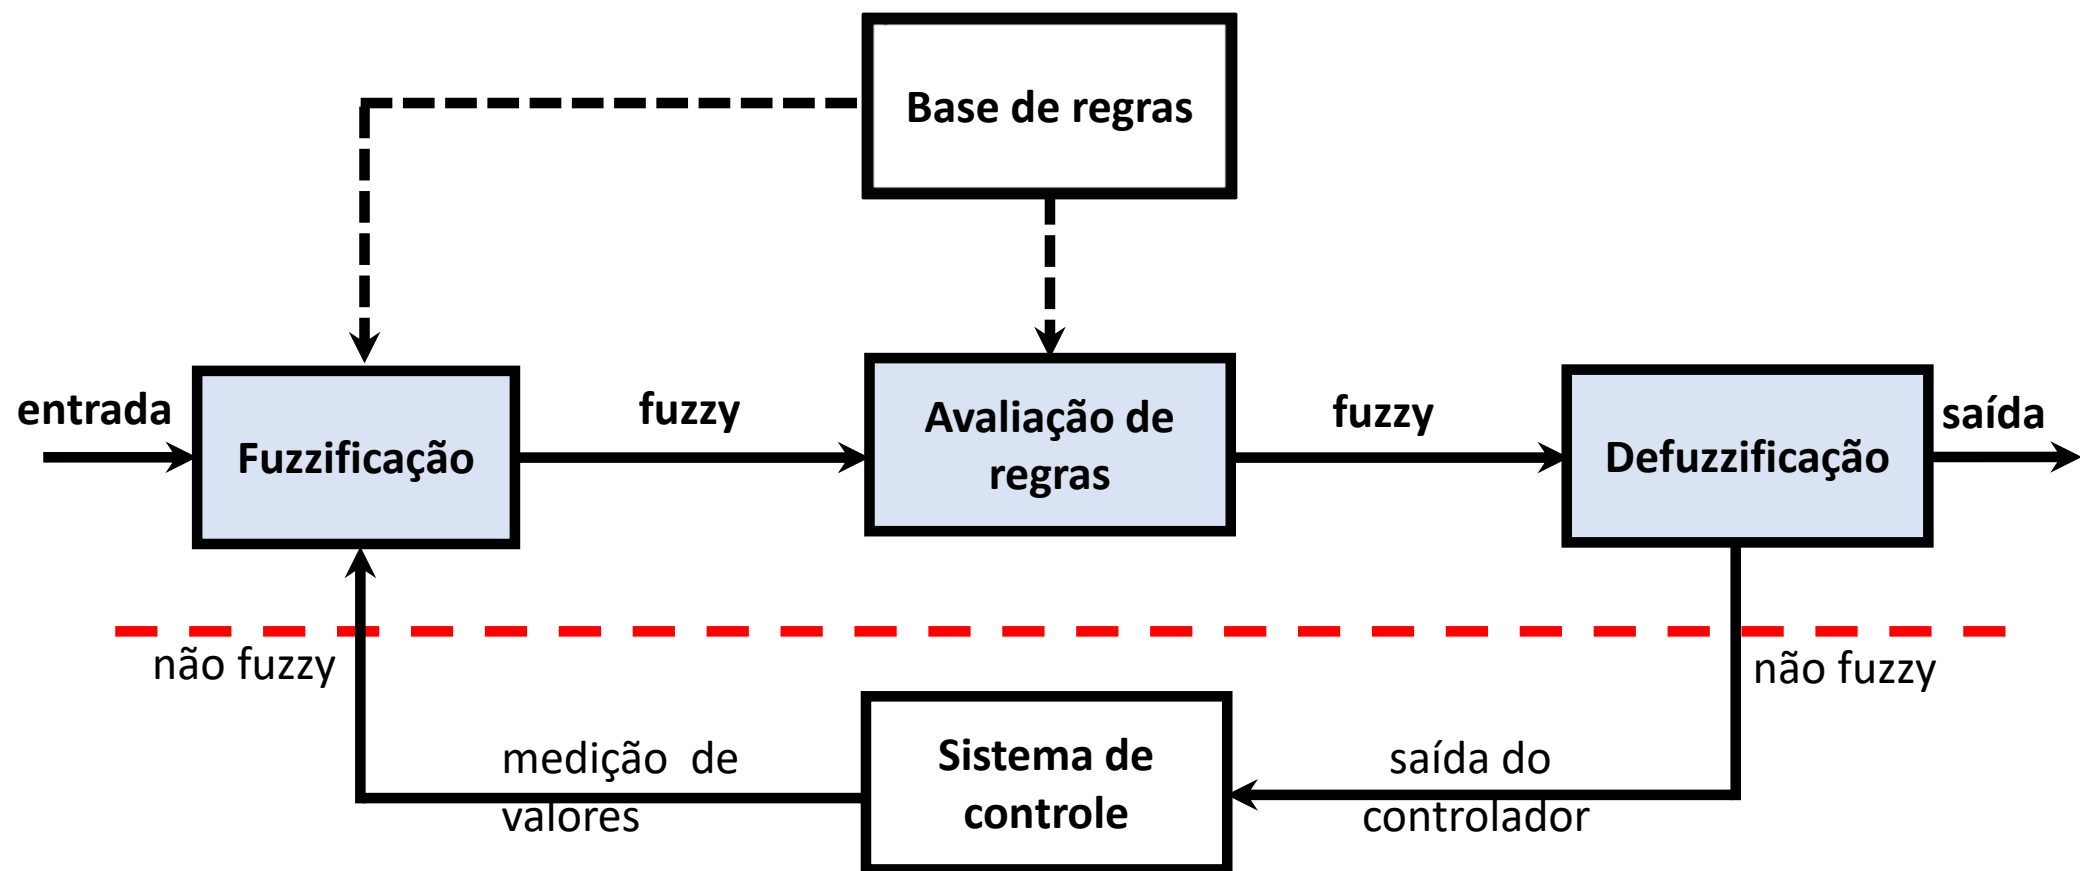 Base de regras
entrada
Fuzzificação
fuzzy
Avaliação de
regras
fuzzy
Defuzzificação
saída
não fuzzy
não fuzzy
medição de
valores
Sistema de
controle
saída do
controlador